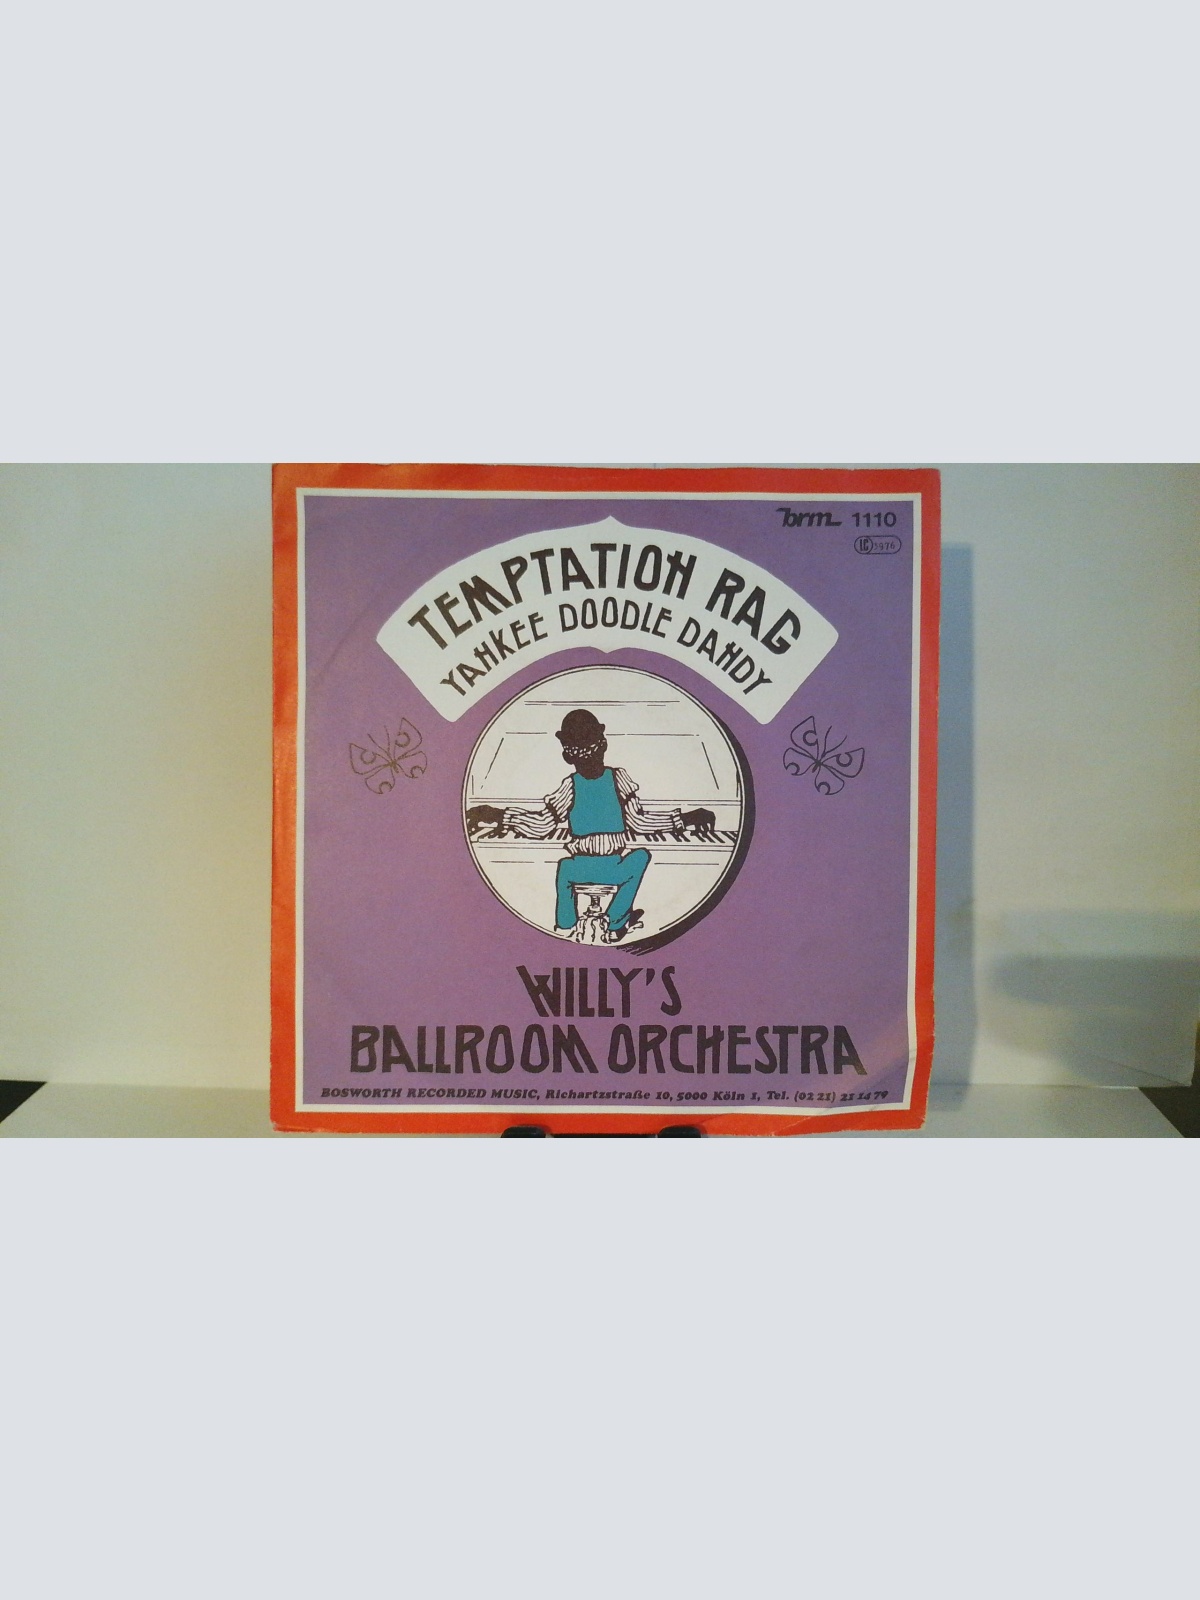 brm 1110
LC 5976
TEMPTATION RAG
YANKEE DOODLE DANDY
WILLY'S
BALLROOM ORCHESTRA
BOSWORTH RECORDED MUSIC, Richartzstraße 10, 5000 Köln 1, Tel. (02 21) 21 14 79